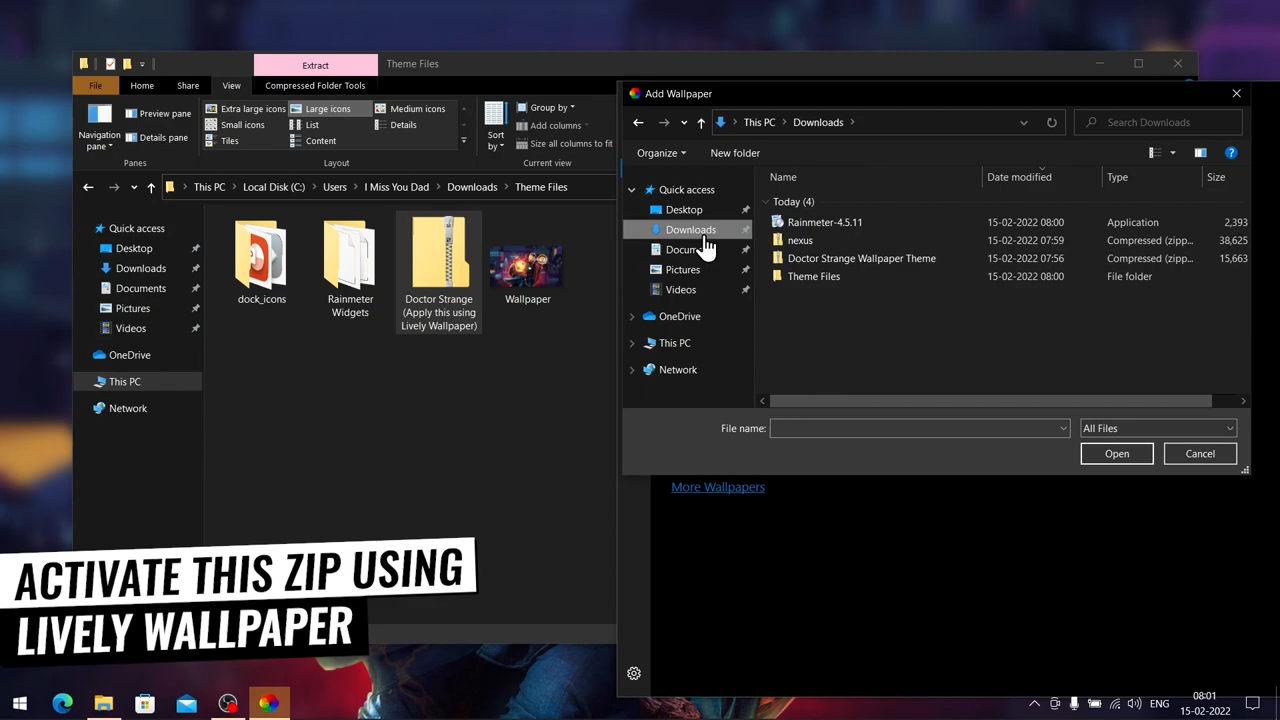 Extract
Theme Files
File
Home
Share
View
Compressed Folder Tools
Navigation pane
Preview pane
Details pane
Panes
Extra large icons
Large icons
Medium icons
Small icons
List
Details
Tiles
Content
Layout
Sort by
Group by
Add columns
Size all columns to fit
Current view
This PC
Local Disk (C:)
Users
I Miss You Dad
Downloads
Theme Files
Quick access
Desktop
Downloads
Documents
Pictures
Videos
OneDrive
This PC
Network
dock_icons
Rainmeter
Widgets
Doctor Strange
(Apply this using
Lively Wallpaper)
Wallpaper
Add Wallpaper
This PC
Downloads
Search Downloads
Organize
New folder
Quick access
Desktop
Downloads
Pictures
Videos
OneDrive
This PC
Network
Name
Date modified
Type
Size
Today (4)
Rainmeter-4.5.11 15-02-2022 08:00 Application 2,393
nexus 15-02-2022 07:59 Compressed (zipp... 38,625
Doctor Strange Wallpaper Theme 15-02-2022 07:56 Compressed (zipp... 15,663
Theme Files 15-02-2022 08:00 File folder
File name:
All Files
Open
Cancel
More Wallpapers
ACTIVATE THIS ZIP USING
LIVELY WALLPAPER
ENG
08:01
15-02-2022